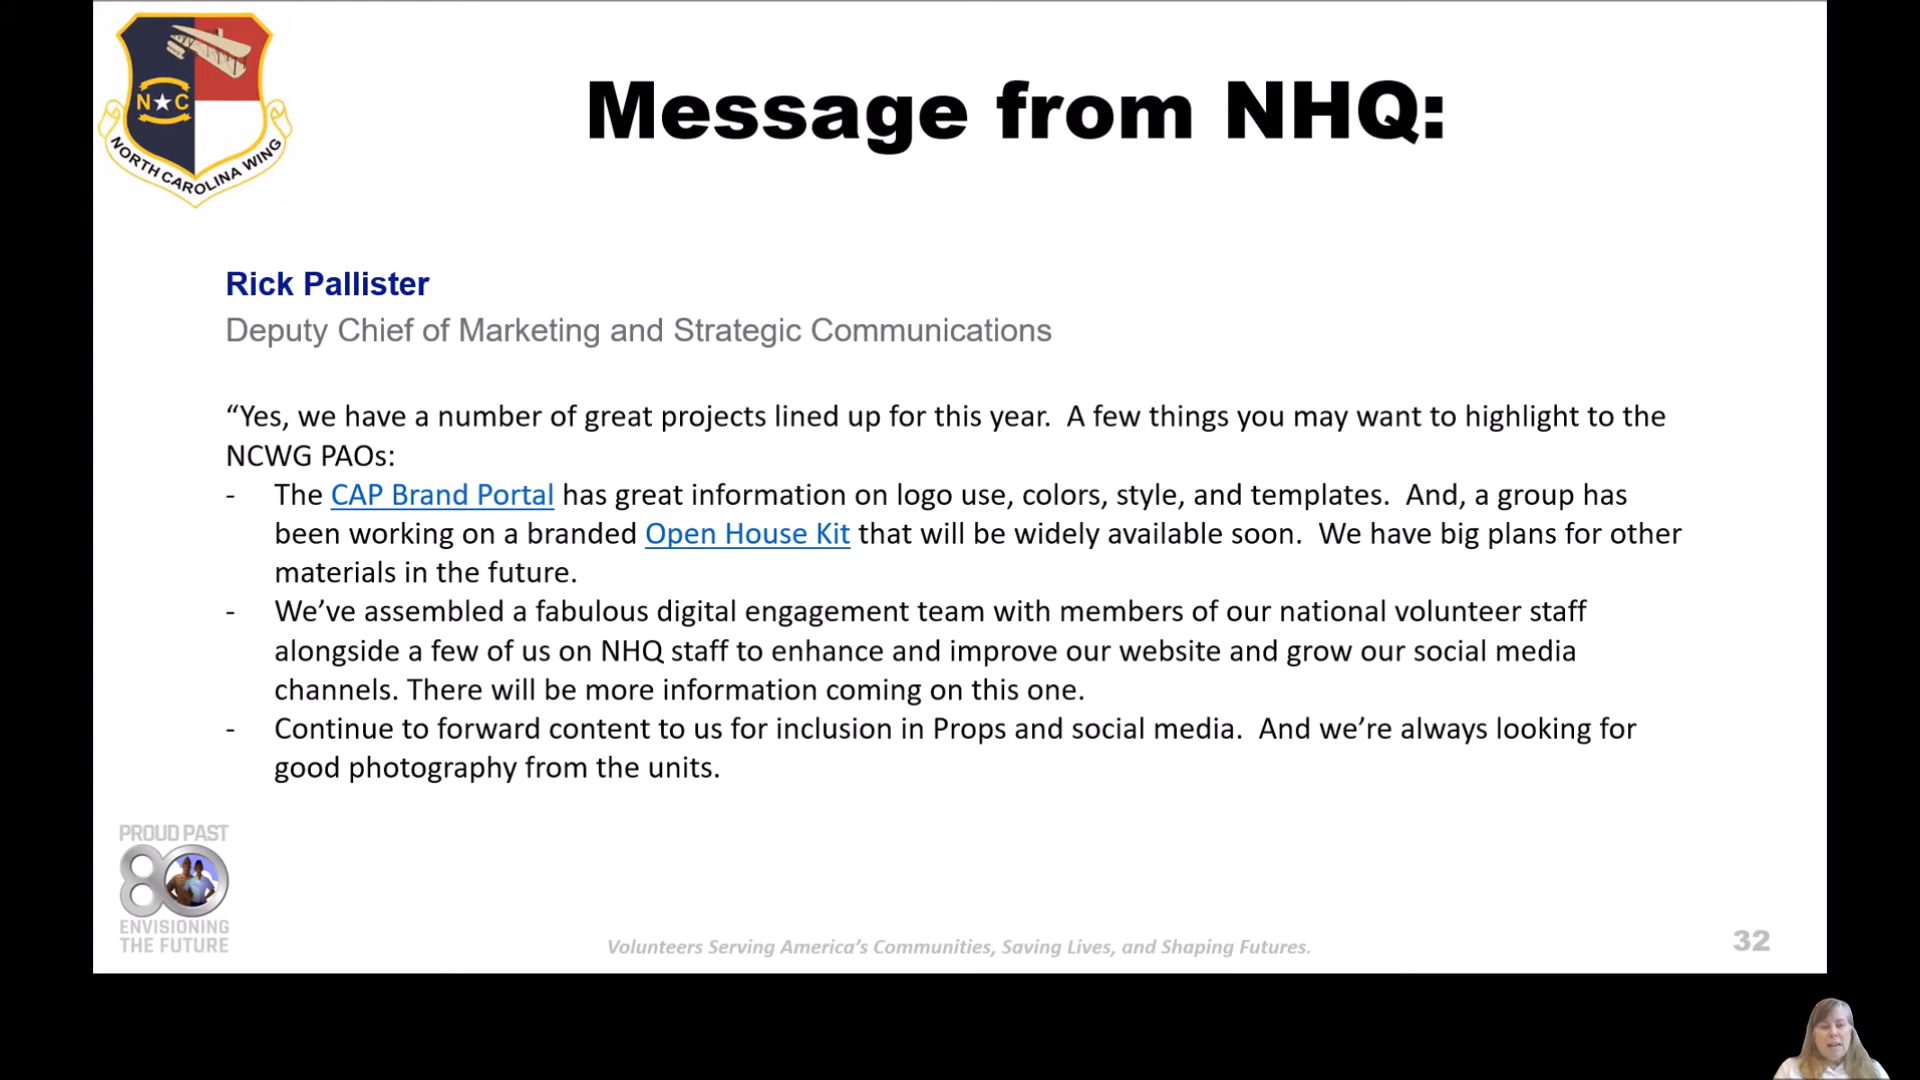 N★C
NORTH CAROLINA WING
Message from NHQ:
Rick Pallister
Deputy Chief of Marketing and Strategic Communications
“Yes, we have a number of great projects lined up for this year.  A few things you may want to highlight to the
NCWG PAOs:
- The CAP Brand Portal has great information on logo use, colors, style, and templates.  And, a group has
been working on a branded Open House Kit that will be widely available soon.  We have big plans for other
materials in the future.
- We’ve assembled a fabulous digital engagement team with members of our national volunteer staff
alongside a few of us on NHQ staff to enhance and improve our website and grow our social media
channels. There will be more information coming on this one.
- Continue to forward content to us for inclusion in Props and social media.  And we’re always looking for
good photography from the units.
PROUD PAST
80
ENVISIONING
THE FUTURE
Volunteers Serving America’s Communities, Saving Lives, and Shaping Futures.
32